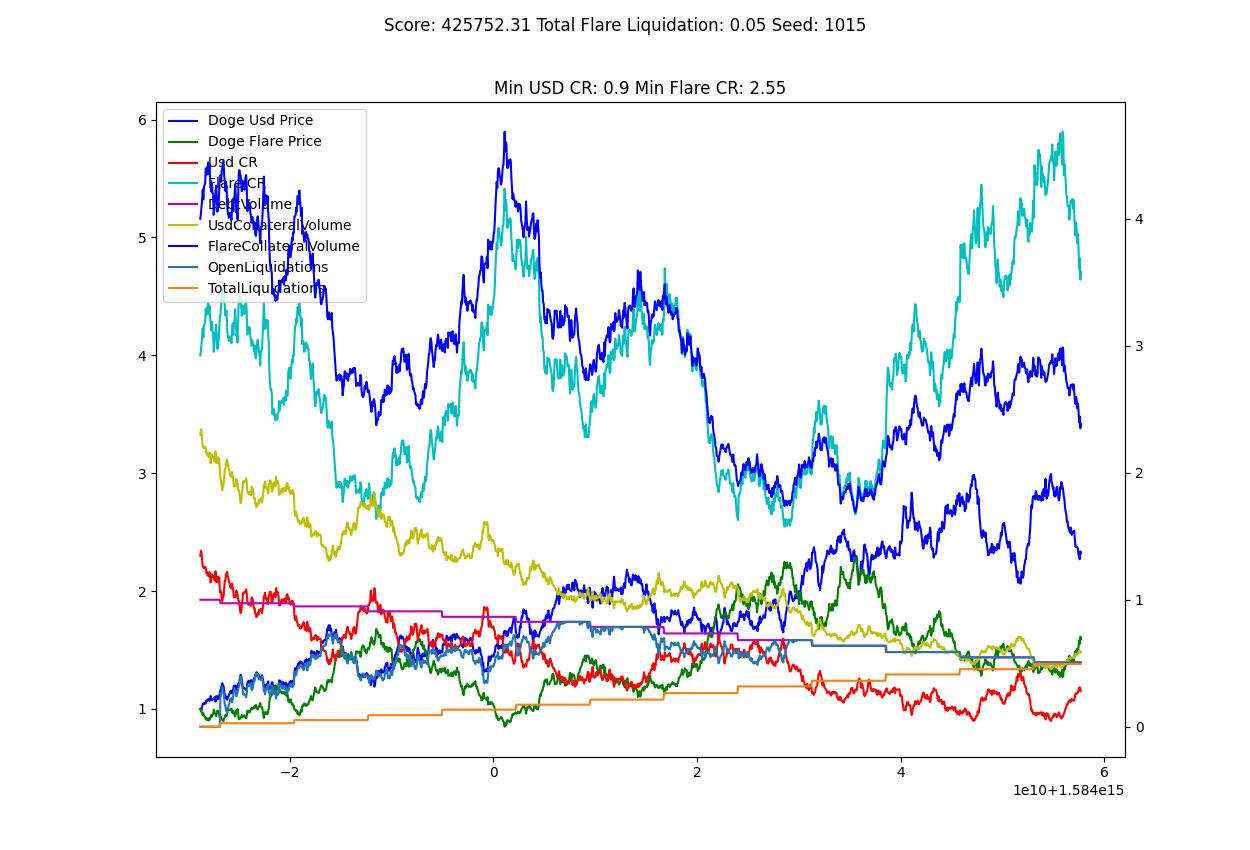 Score: 425752.31 Total Flare Liquidation: 0.05 Seed: 1015
Min USD CR: 0.9 Min Flare CR: 2.55
6
5
4
3
2
1
Doge Usd Price
Doge Flare Price
Usd CR
Flare CR
DebtVolume
UsdCollateralVolume
FlareCollateralVolume
OpenLiquidations
TotalLiquidations
4
3
2
1
0
−2
0
2
4
6
1e10+1.584e15